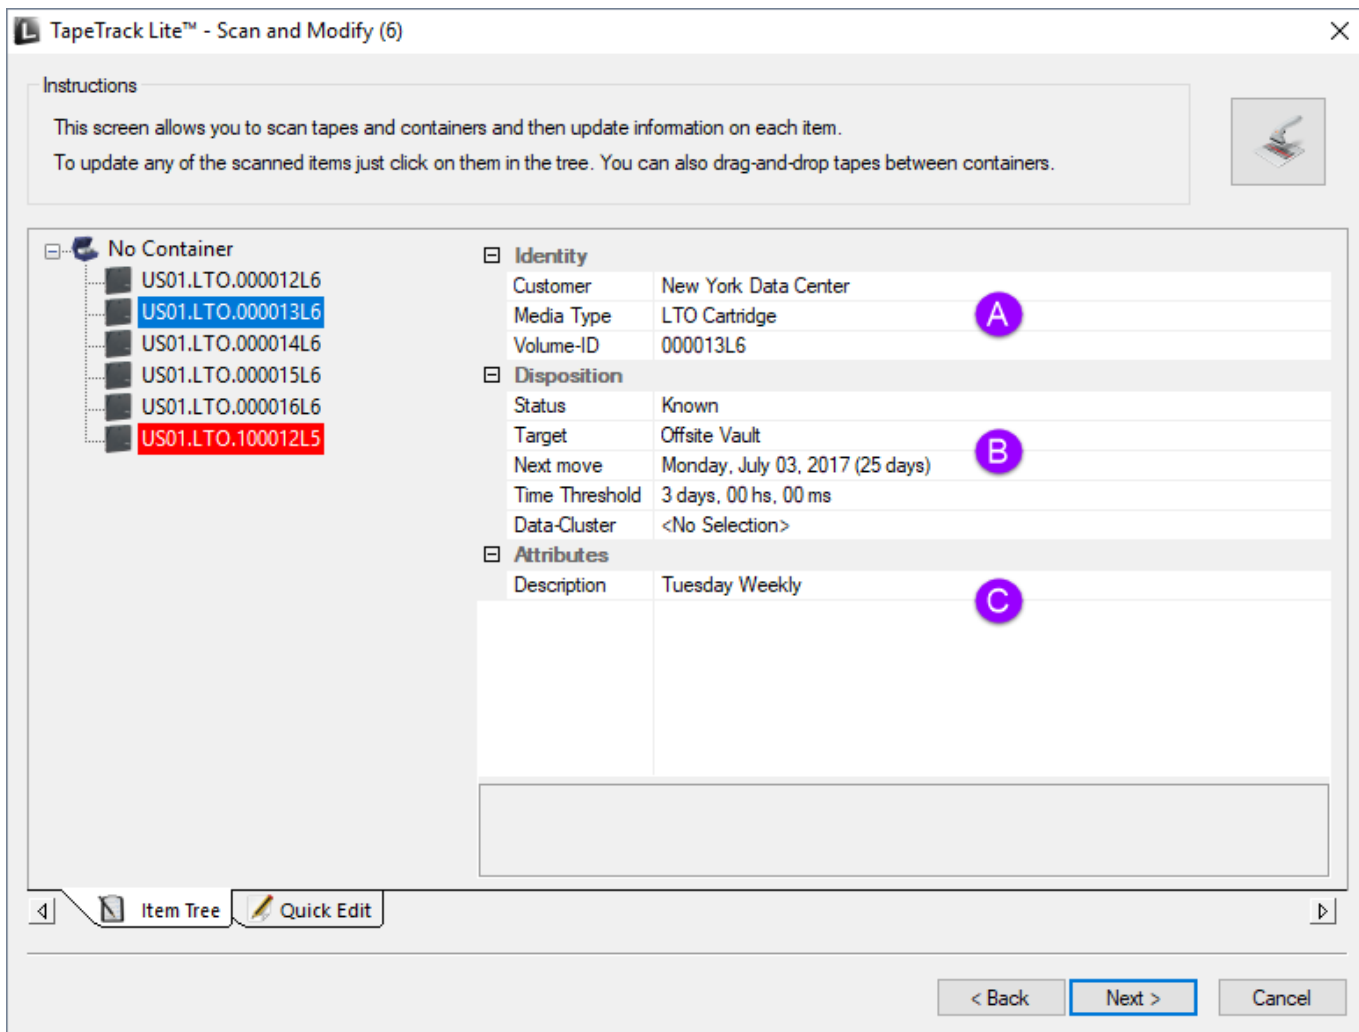 TapeTrack Lite™ - Scan and Modify (6)
Instructions
This screen allows you to scan tapes and containers and then update information on each item.
To update any of the scanned items just click on them in the tree. You can also drag-and-drop tapes between containers.
No Container
US01.LTO.000012L6
US01.LTO.000013L6
US01.LTO.000014L6
US01.LTO.000015L6
US01.LTO.000016L6
US01.LTO.100012L5
Identity
Customer New York Data Center
Media Type LTO Cartridge
A
Volume-ID 000013L6
Disposition
Status Known
Target Offsite Vault
B
Next move Monday, July 03, 2017 (25 days)
Time Threshold 3 days, 00 hs, 00 ms
Data-Cluster <No Selection>
Attributes
Description Tuesday Weekly
C
Item Tree Quick Edit
< Back Next > Cancel